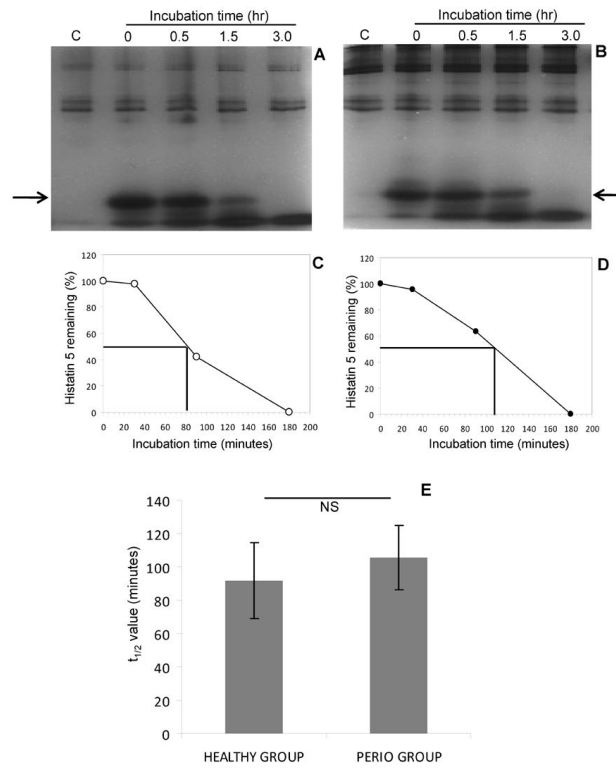 Incubation time (hr)
C 0 0.5 1.5 3.0
A
Incubation time (hr)
C 0 0.5 1.5 3.0
B
C
120
100
80
60
40
20
0
Histatin 5 remaining (%)
0 20 40 60 80 100 120 140 160 180 200
Incubation time (minutes)
D
120
100
80
60
40
20
0
Histatin 5 remaining (%)
0 20 40 60 80 100 120 140 160 180 200
Incubation time (minutes)
E
NS
140
120
100
80
60
40
20
0
t1/2 value (minutes)
HEALTHY GROUP PERIO GROUP